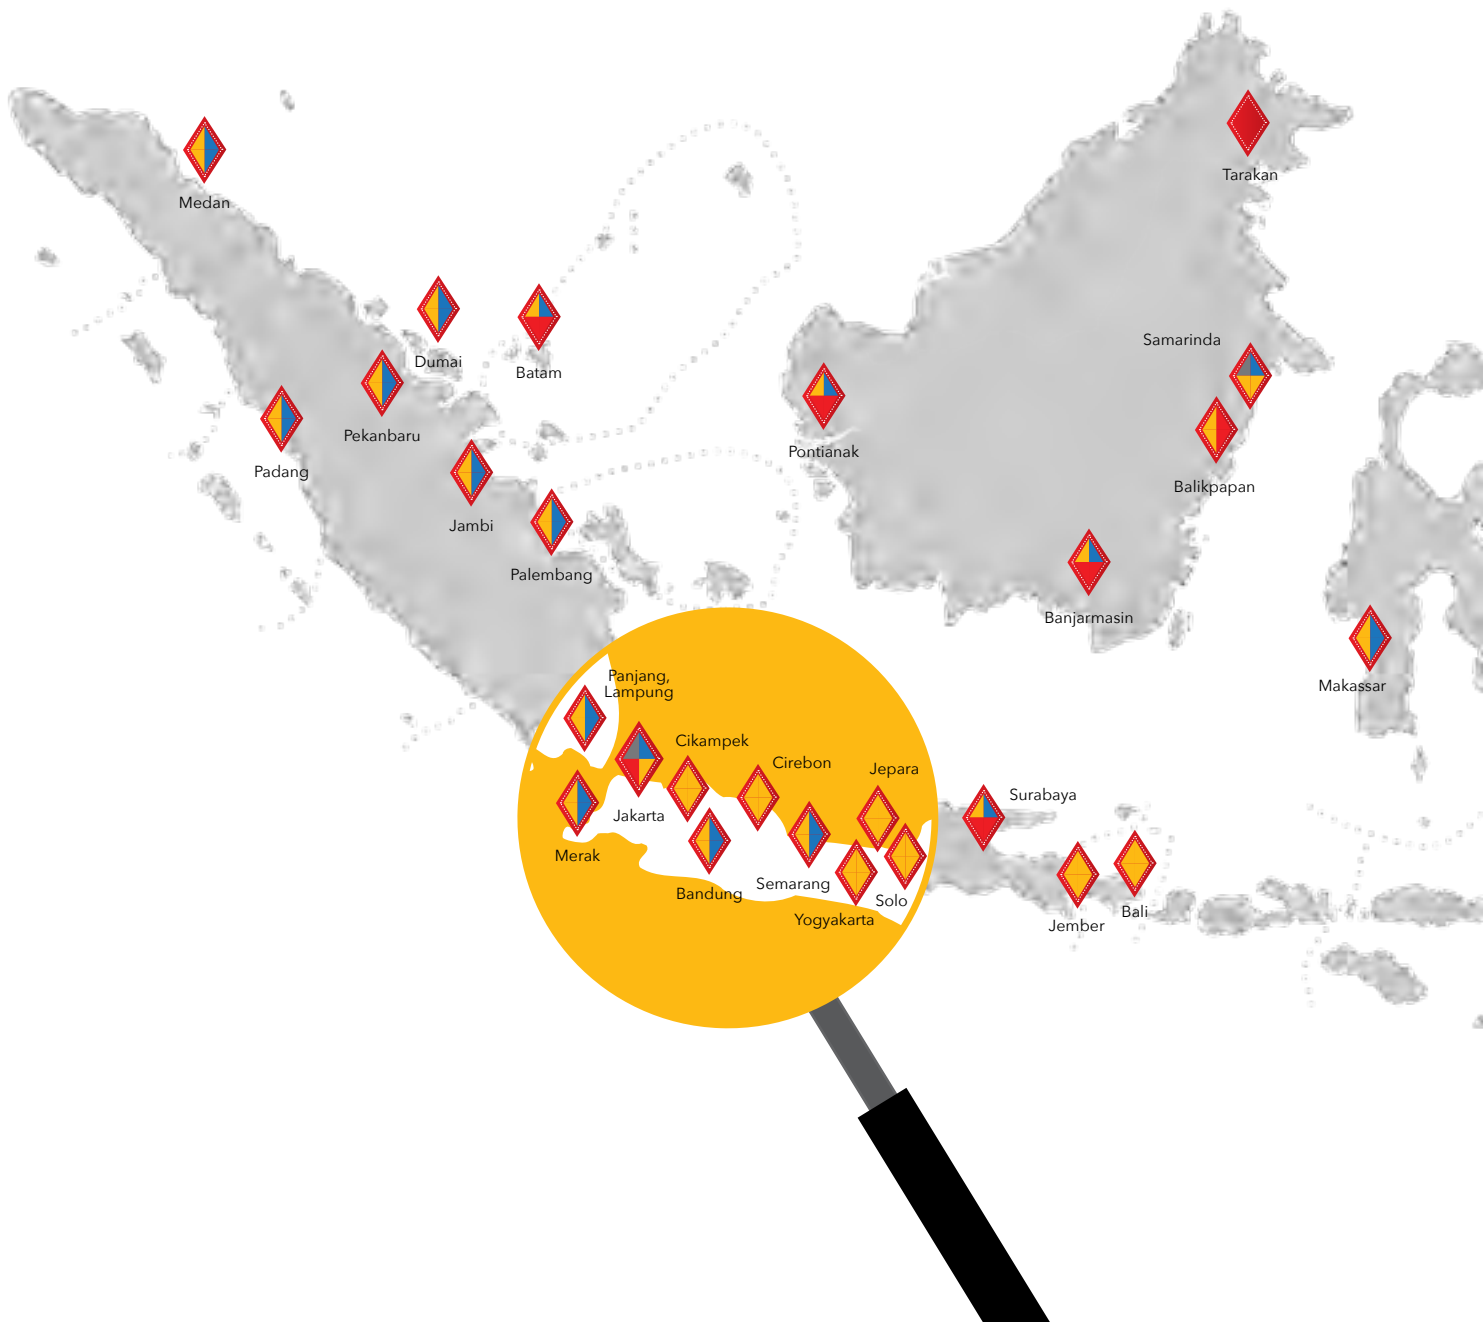 Medan
Tarakan
Dumai
Batam
Samarinda
Pekanbaru
Pontianak
Padang
Balikpapan
Jambi
Palembang
Banjarmasin
Makassar
Panjang,
Lampung
Cikampek
Cirebon
Jepara
Surabaya
Jakarta
Merak
Bandung
Semarang
Solo
Yogyakarta
Jember
Bali